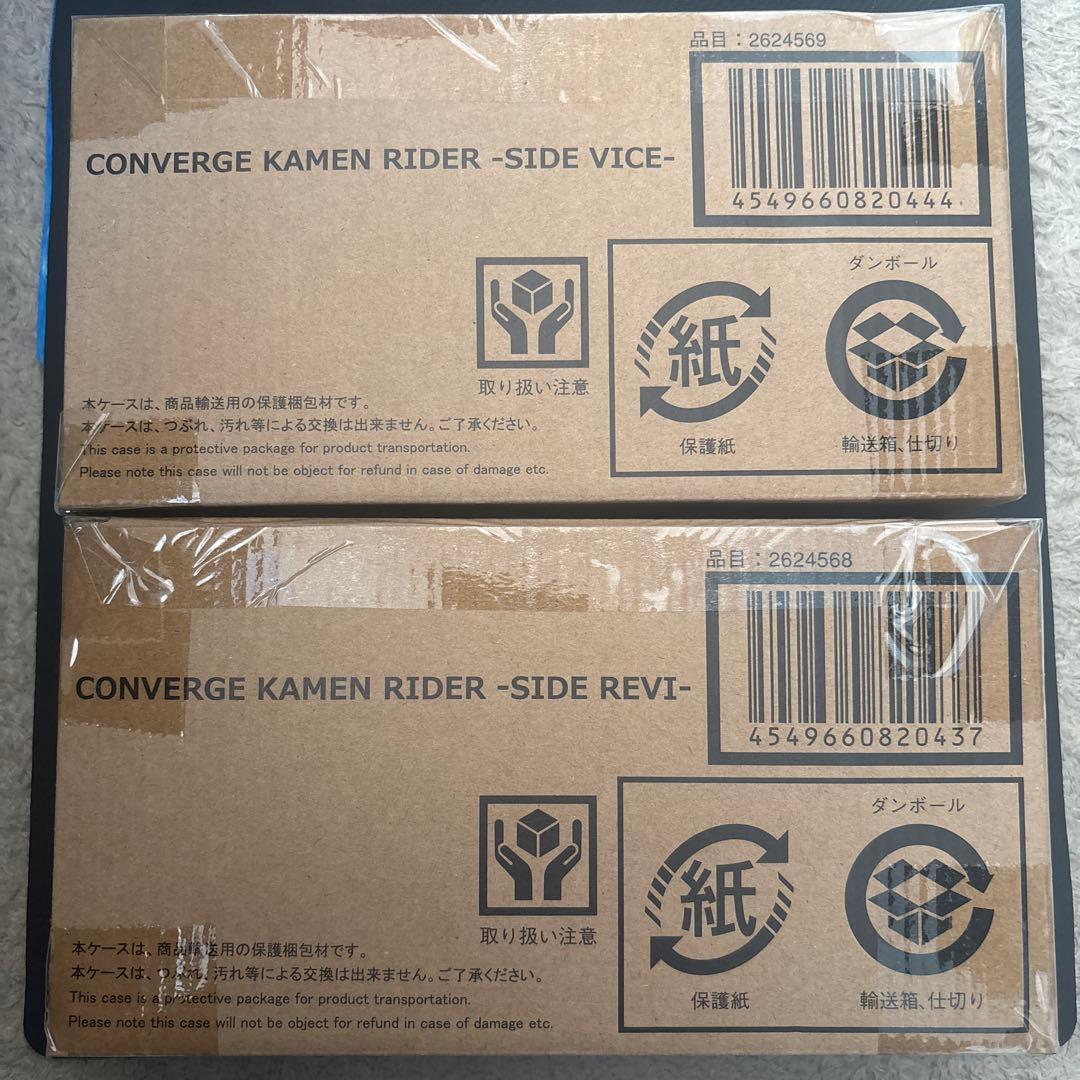 品目：2624569
CONVERGE KAMEN RIDER -SIDE VICE-
4549660820444
ダンボール
紙
取り扱い注意
保護紙
輸送箱、仕切り
本ケースは、商品輸送用の保護梱包材です。
本ケースは、つぶれ、汚れ等による交換は出来ません。ご了承ください。
This case is a protective package for product transportation.
Please note this case will not be object for refund in case of damage etc.
品目：2624568
CONVERGE KAMEN RIDER -SIDE REVI-
4549660820437
ダンボール
紙
取り扱い注意
保護紙
輸送箱、仕切り
本ケースは、商品輸送用の保護梱包材です。
本ケースは、つぶれ、汚れ等による交換は出来ません。ご了承ください。
This case is a protective package for product transportation.
Please note this case will not be object for refund in case of damage etc.